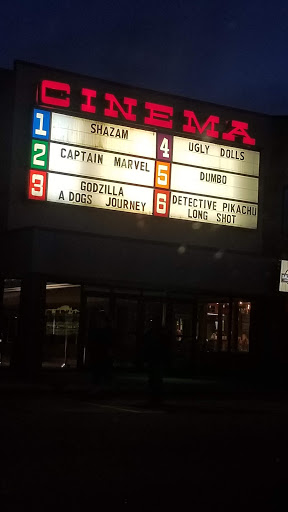 CINEMA
1 SHAZAM
2 CAPTAIN MARVEL
3 GODZILLA
A DOGS JOURNEY
4 UGLY DOLLS
5 DUMBO
6 DETECTIVE PIKACHU
LONG SHOT